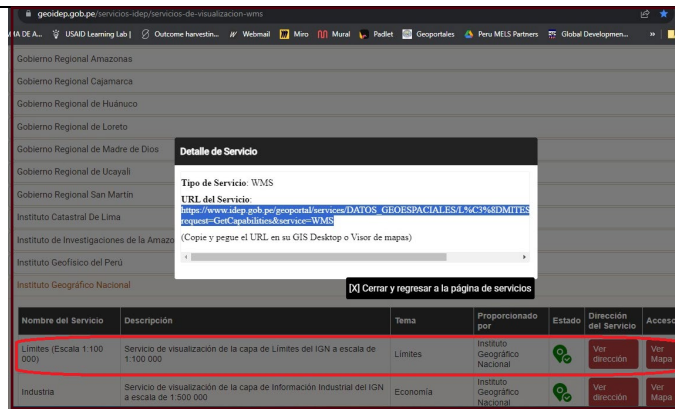 geoidep.gob.pe/servicios-idep/servicios-de-visualizacion-wms
IA DE A... USAID Learning Lab | Outcome harvestin... Webmail Miro Mural Padlet Geoportales Peru MELS Partners Global Developmen... »
Gobierno Regional Amazonas
Gobierno Regional Cajamarca
Gobierno Regional de Huánuco
Gobierno Regional de Loreto
Gobierno Regional de Madre de Dios
Gobierno Regional de Ucayali
Gobierno Regional San Martín
Instituto Catastral De Lima
Instituto de Investigaciones de la Amazo
Instituto Geofísico del Perú
Instituto Geográfico Nacional
Detalle de Servicio
Tipo de Servicio: WMS
URL del Servicio:
https://www.idep.gob.pe/geoportal/services/DATOS_GEOESPACIALES/L%C3%8DMITES
request=GetCapabilities&service=WMS
(Copie y pegue el URL en su GIS Desktop o Visor de mapas)
[X] Cerrar y regresar a la página de servicios
Nombre del Servicio Descripción Tema Proporcionado por Estado Dirección del Servicio Acceso
Límites (Escala 1:100 000) Servicio de visualización de la capa de Límites del IGN a escala de 1:100 000 Límites Instituto Geográfico Nacional Ver dirección Ver Mapa
Industria Servicio de visualización de la capa de Información Industrial del IGN a escala de 1:500 000 Economía Instituto Geográfico Nacional Ver dirección Ver Mapa